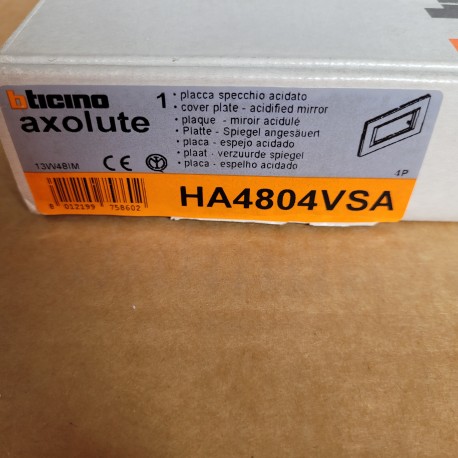 bticino
axolute
1 • placca specchio acidato
• cover plate - acidified mirror
• plaque - miroir acidulé
• Platte - Spiegel angesäuert
• placa - espejo acidado
• plaat - verzuurde spiegel
• placa - espelho acidado
13W48IM
CE
4P
HA4804VSA
8 012199 758602